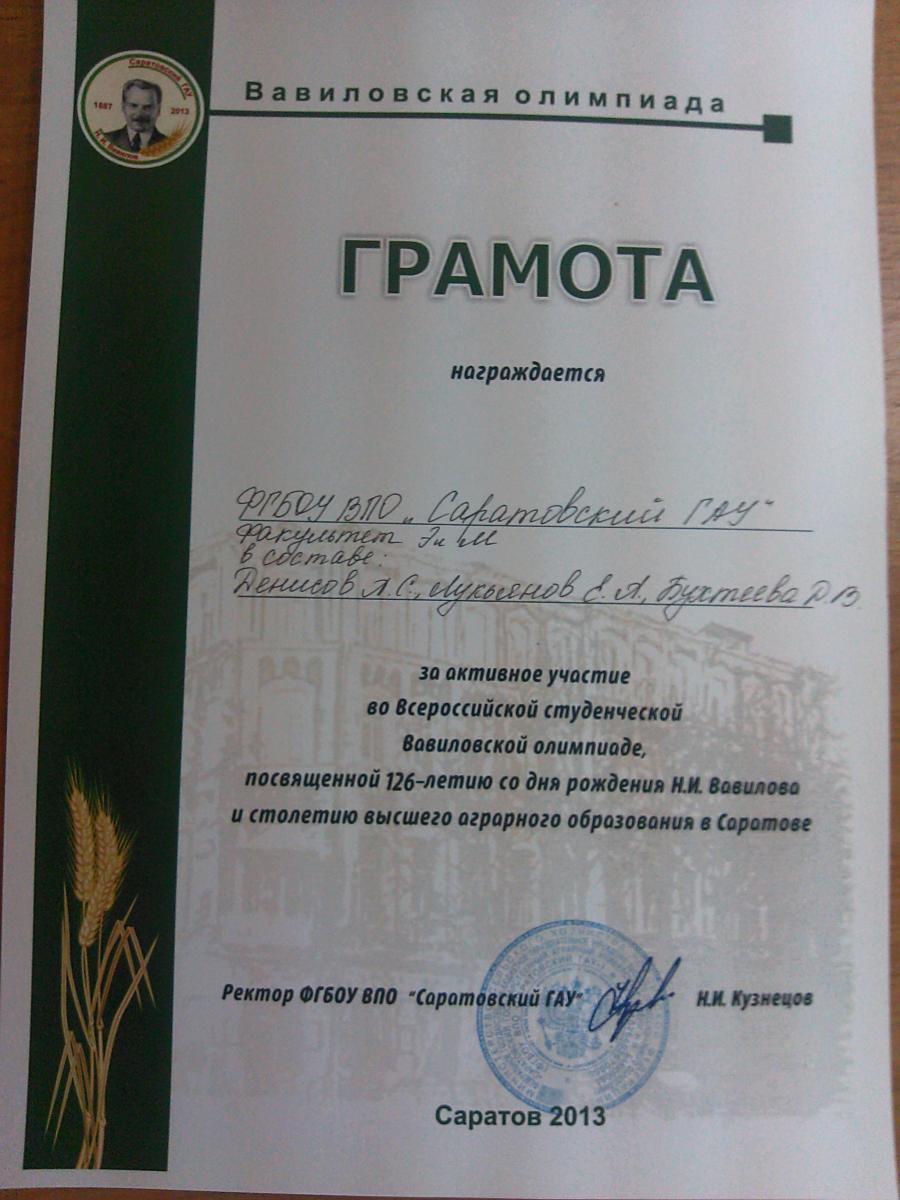 Саратовский ГАУ
1887 2013
Н.И. Вавилов
Вавиловская олимпиада
ГРАМОТА
награждается
ФГБОУ ВПО „Саратовский ГАУ“
Факультет Э и М
в составе:
Денисов А.С., Лукьянов Е.А., Бухтеева Д.В.
за активное участие
во Всероссийской студенческой
Вавиловской олимпиаде,
посвященной 126-летию со дня рождения Н.И. Вавилова
и столетию высшего аграрного образования в Саратове
Ректор ФГБОУ ВПО "Саратовский ГАУ" Н.И. Кузнецов
Саратов 2013